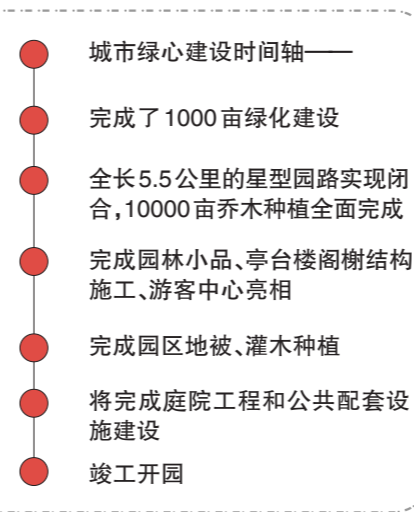 城市绿心建设时间轴——
完成了1000亩绿化建设
全长5.5公里的星型园路实现闭
合,10000亩乔木种植全面完成
完成园林小品、亭台楼阁榭结构
施工、游客中心亮相
完成园区地被、灌木种植
将完成庭院工程和公共配套设
施建设
竣工开园